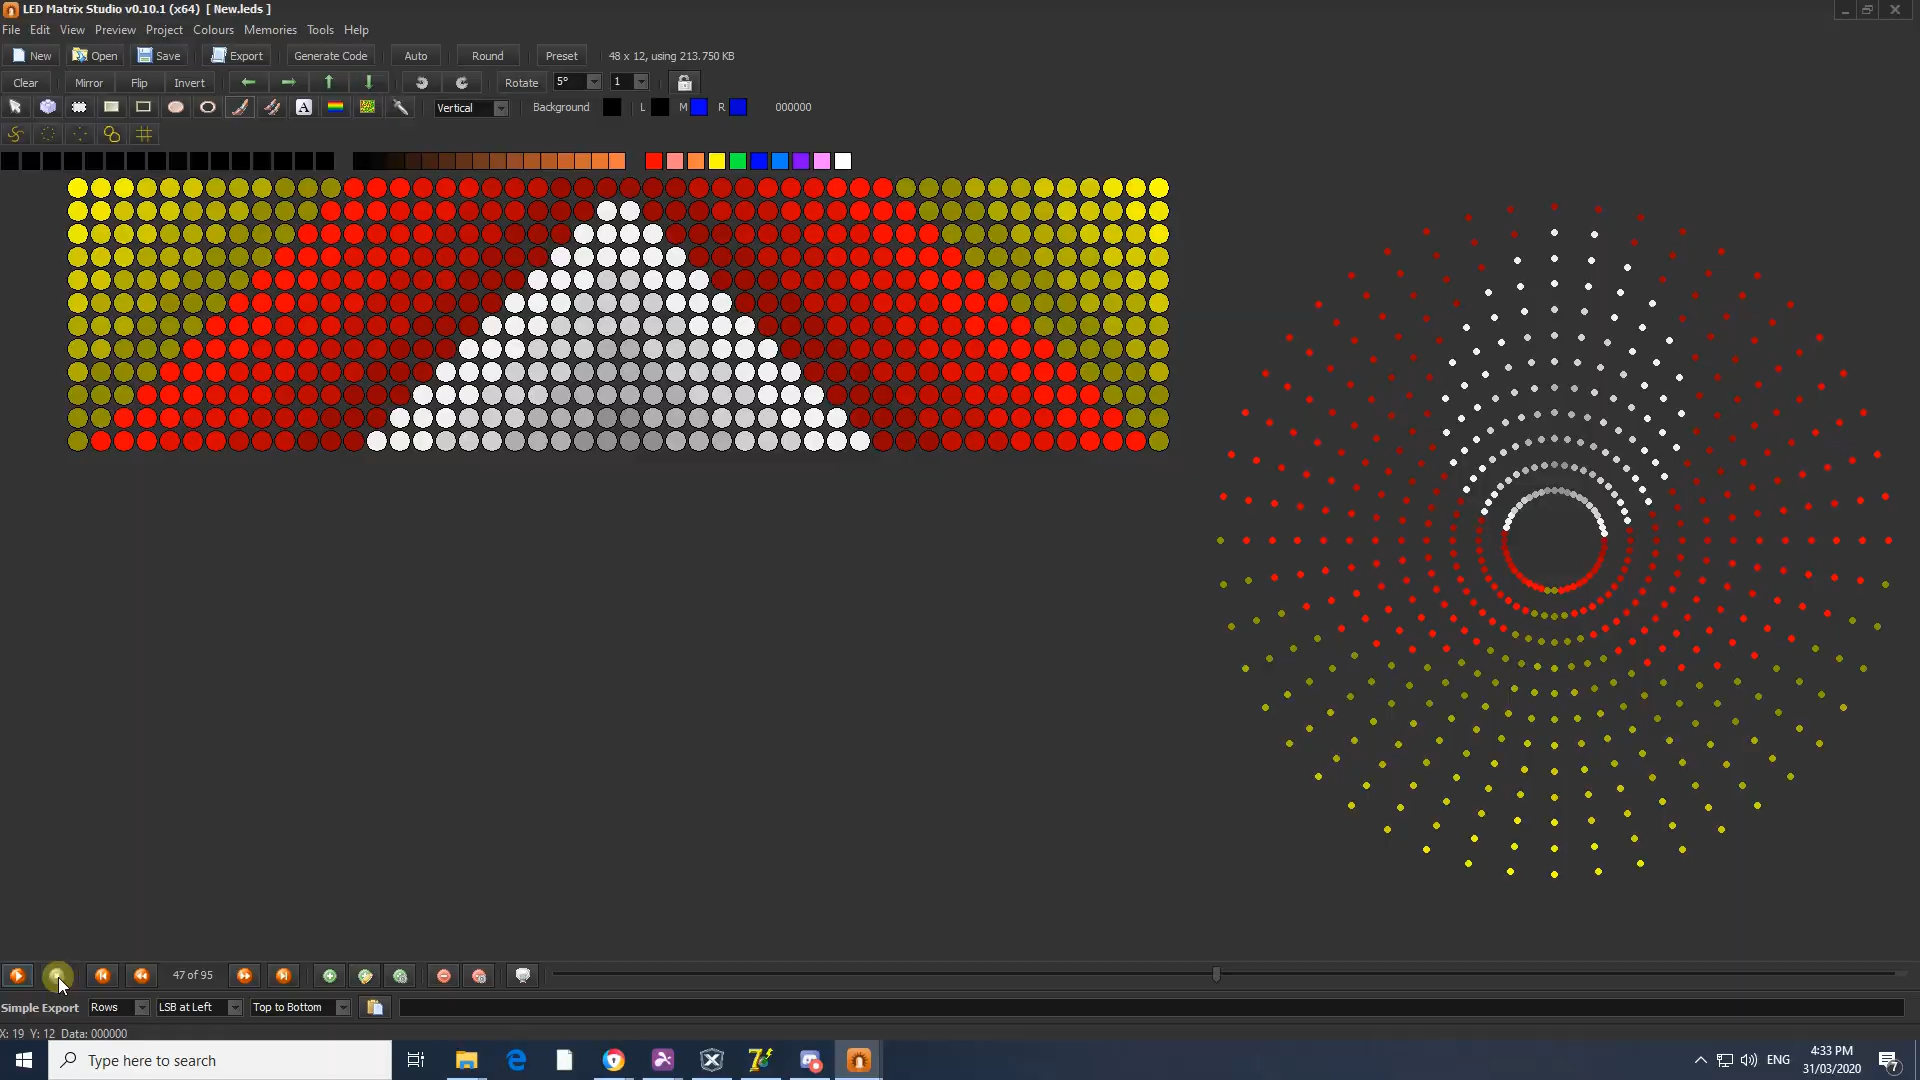 LED Matrix Studio v0.10.1 (x64)  [ New.leds ]
File Edit View Preview Project Colours Memories Tools Help
New Open Save Export Generate Code Auto Round Preset 48 x 12, using 213.750 KB
Clear Mirror Flip Invert Rotate 5° 1
A Vertical Background L M R 000000
47 of 95
Simple Export Rows LSB at Left Top to Bottom
X: 19 Y: 12 Data: 000000
Type here to search
ENG
4:33 PM
31/03/2020
7